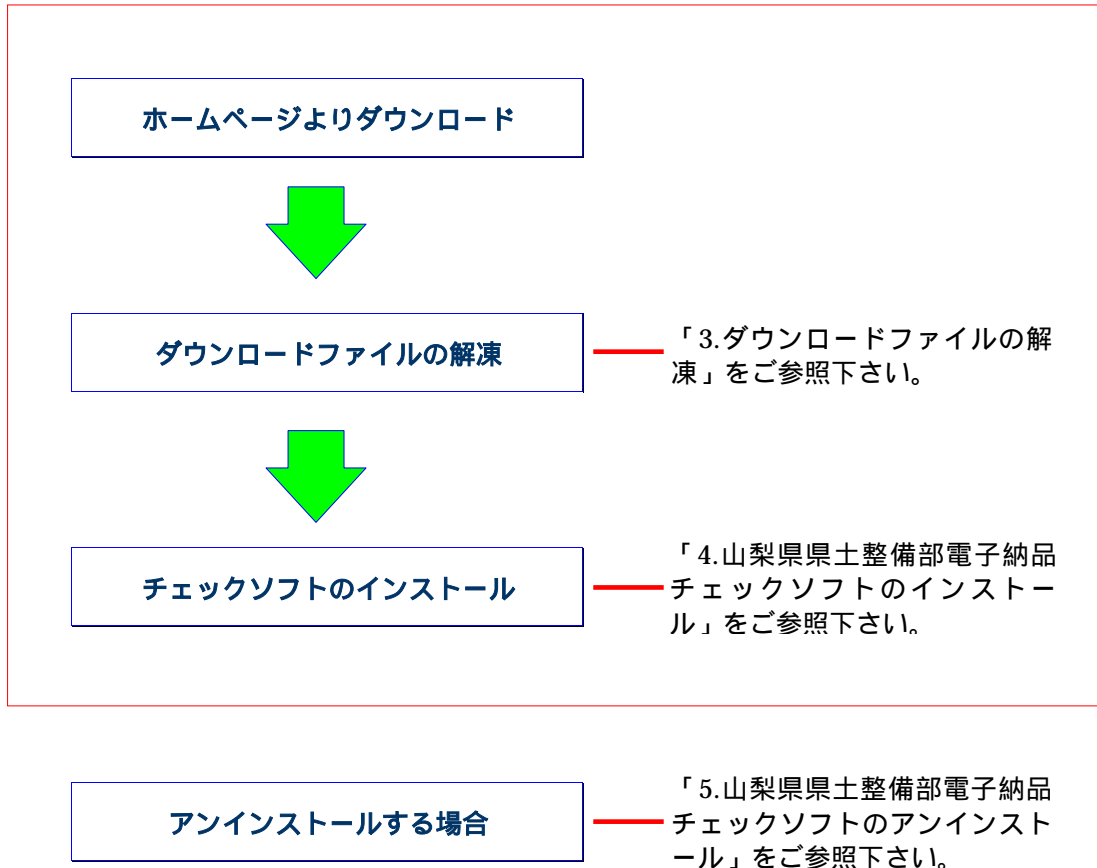 ホームページよりダウンロード
ダウンロードファイルの解凍
「3.ダウンロードファイルの解
凍」をご参照下さい。
チェックソフトのインストール
「4.山梨県県土整備部電子納品
チェックソフトのインストー
ル」をご参照下さい。
アンインストールする場合
「5.山梨県県土整備部電子納品
チェックソフトのアンインスト
ール」をご参照下さい。